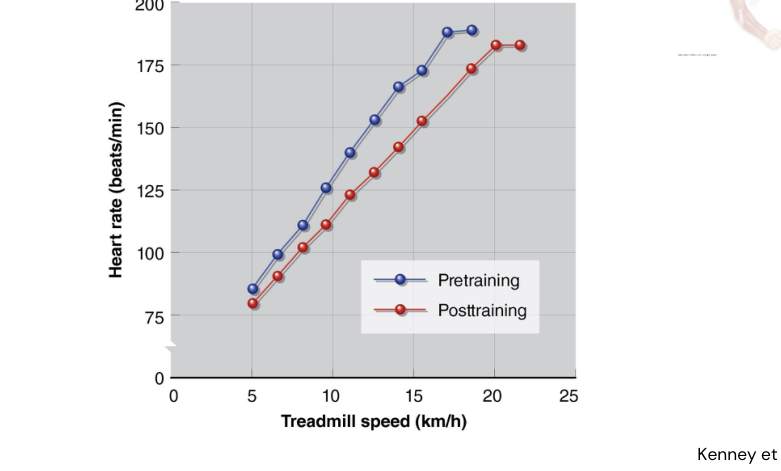 200
175
150
125
100
75
0
Heart rate (beats/min)
Pretraining
Posttraining
0 5 10 15 20 25
Treadmill speed (km/h)
Kenney et